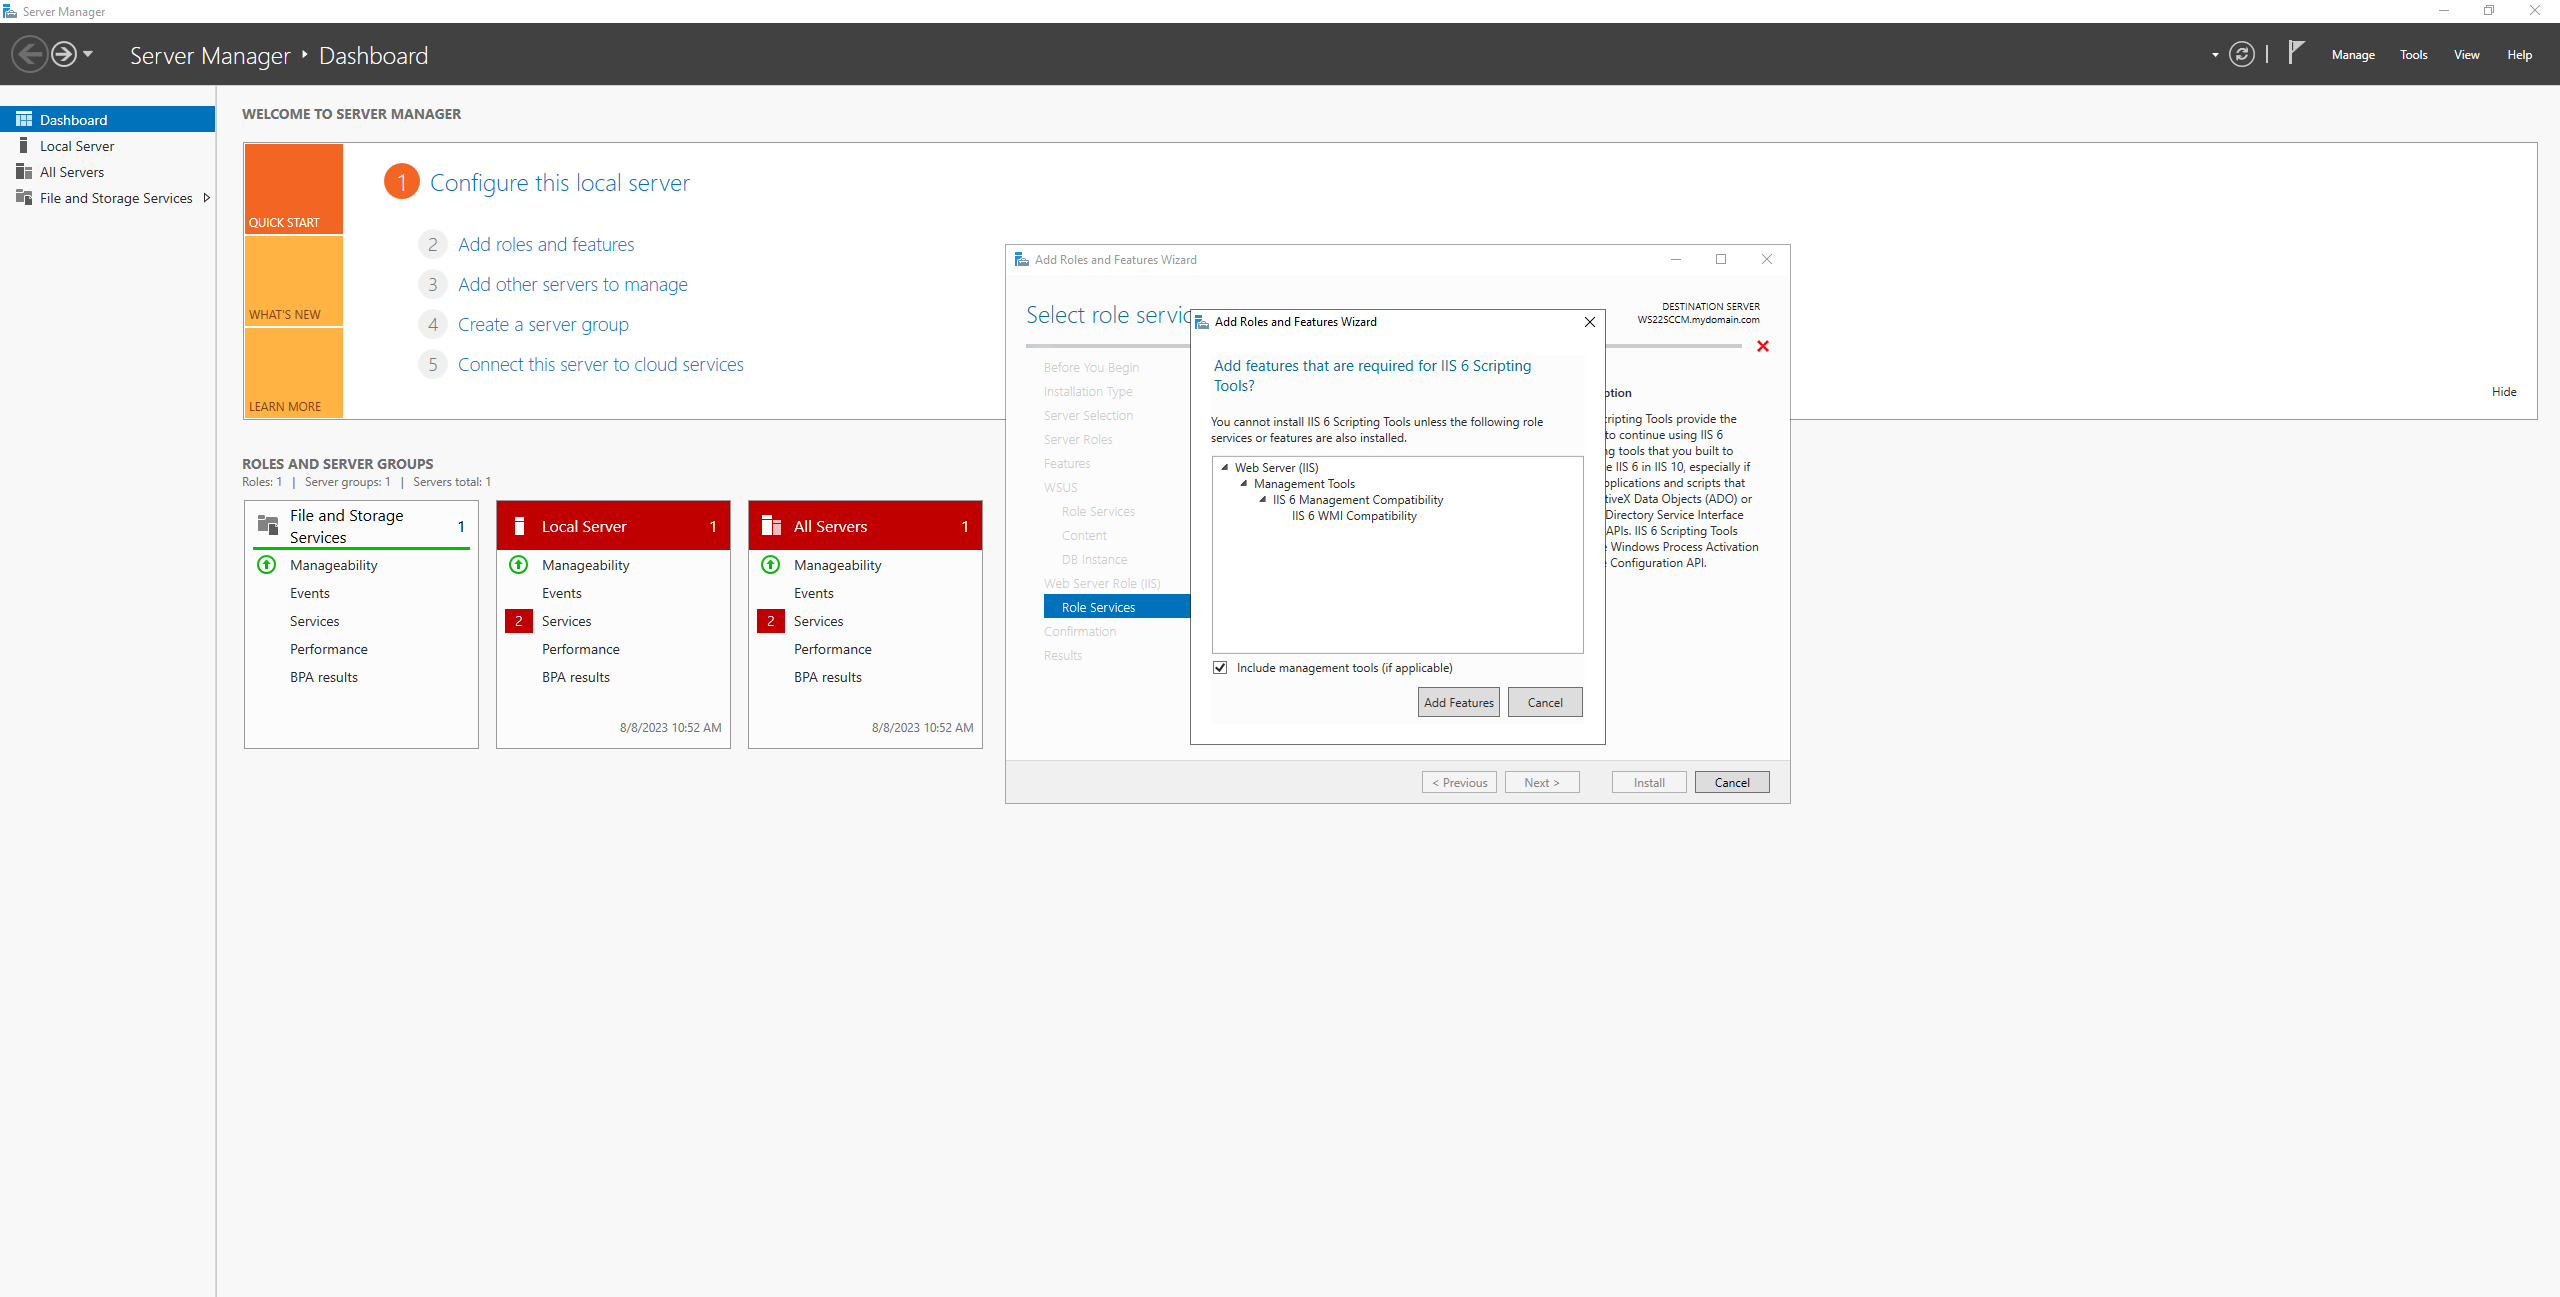 Server Manager
Server Manager ‣ Dashboard
Manage
Tools
View
Help
Dashboard
Local Server
All Servers
File and Storage Services
WELCOME TO SERVER MANAGER
QUICK START
WHAT'S NEW
LEARN MORE
1 Configure this local server
2 Add roles and features
3 Add other servers to manage
4 Create a server group
5 Connect this server to cloud services
Hide
ROLES AND SERVER GROUPS
Roles: 1 | Server groups: 1 | Servers total: 1
File and Storage
Services
1
Manageability
Events
Services
Performance
BPA results
Local Server 1
Manageability
Events
2 Services
Performance
BPA results
8/8/2023 10:52 AM
All Servers 1
Manageability
Events
2 Services
Performance
BPA results
8/8/2023 10:52 AM
Add Roles and Features Wizard
Select role
DESTINATION SERVER
WS22SCCM.mydomain.com
Before You Begin
Installation Type
Server Selection
Server Roles
Features
WSUS
Role Services
Content
DB Instance
Web Server Role (IIS)
Role Services
Confirmation
Results
Tools provide the
to continue using IIS 6
tools that you built to
IIS 6 in IIS 10, especially if
and scripts that
Data Objects (ADO) or
Directory Service Interface
APIs. IIS 6 Scripting Tools
Windows Process Activation
Configuration API.
< Previous
Next >
Install
Cancel
Add Roles and Features Wizard
Add features that are required for IIS 6 Scripting
Tools?
You cannot install IIS 6 Scripting Tools unless the following role
services or features are also installed.
Web Server (IIS)
Management Tools
IIS 6 Management Compatibility
IIS 6 WMI Compatibility
Include management tools (if applicable)
Add Features
Cancel